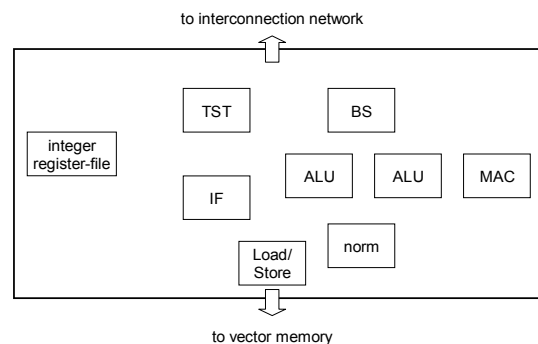 to interconnection network
TST
BS
integer
register-file
ALU
ALU
MAC
IF
norm
Load/
Store
to vector memory